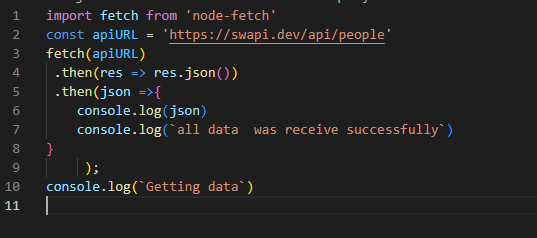 1 import fetch from 'node-fetch'
2 const apiURL = 'https://swapi.dev/api/people'
3 fetch(apiURL)
4 .then(res => res.json())
5 .then(json =>{
6 console.log(json)
7 console.log(`all data  was receive successfully`)
8 }
9 );
10 console.log(`Getting data`)
11